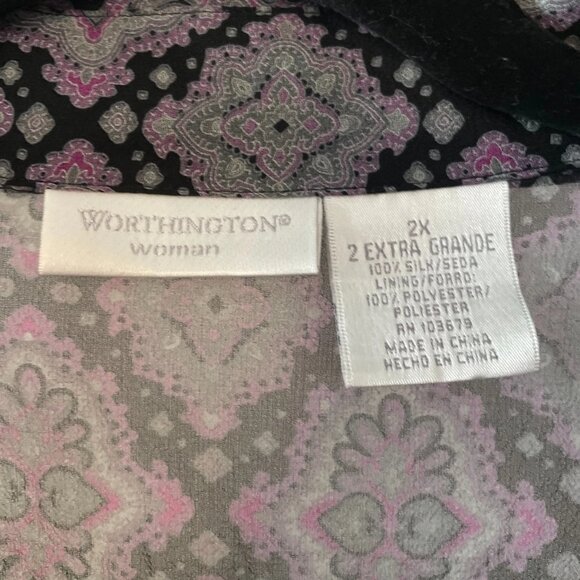 WORTHINGTON®
woman
2X
2 EXTRA GRANDE
100% SILK/SEDA
LINING/FORRO:
100% POLYESTER/
POLIESTER
RN 103679
MADE IN CHINA
HECHO EN CHINA